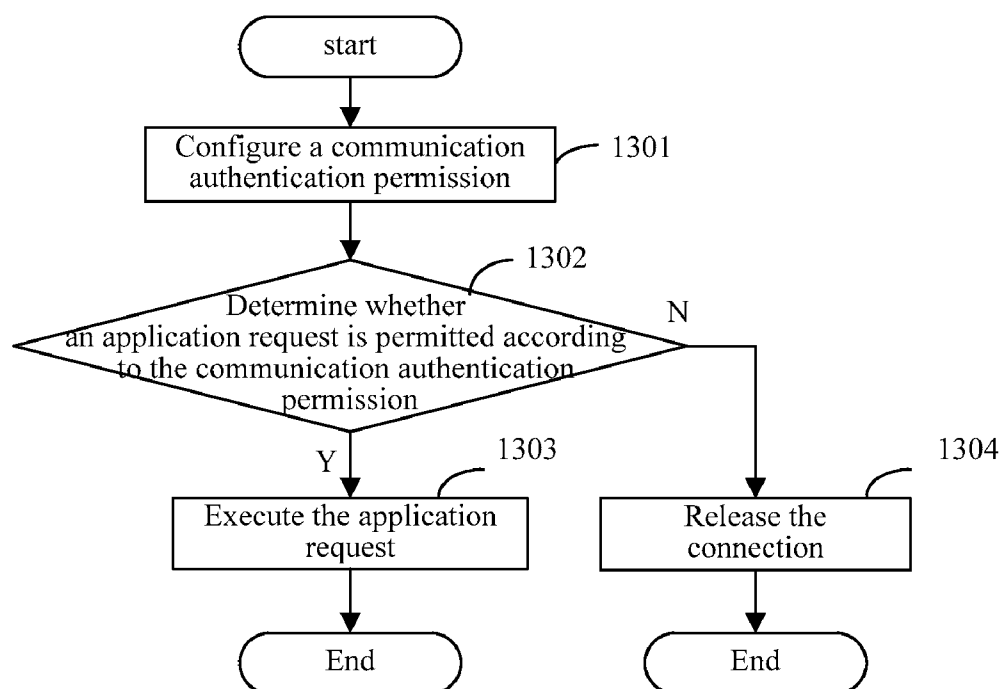 start
Configure a communication
authentication permission
1301
1302
Determine whether
an application request is permitted according
to the communication authentication
permission
N
Y
1303
1304
Execute the application
request
Release the
connection
End
End